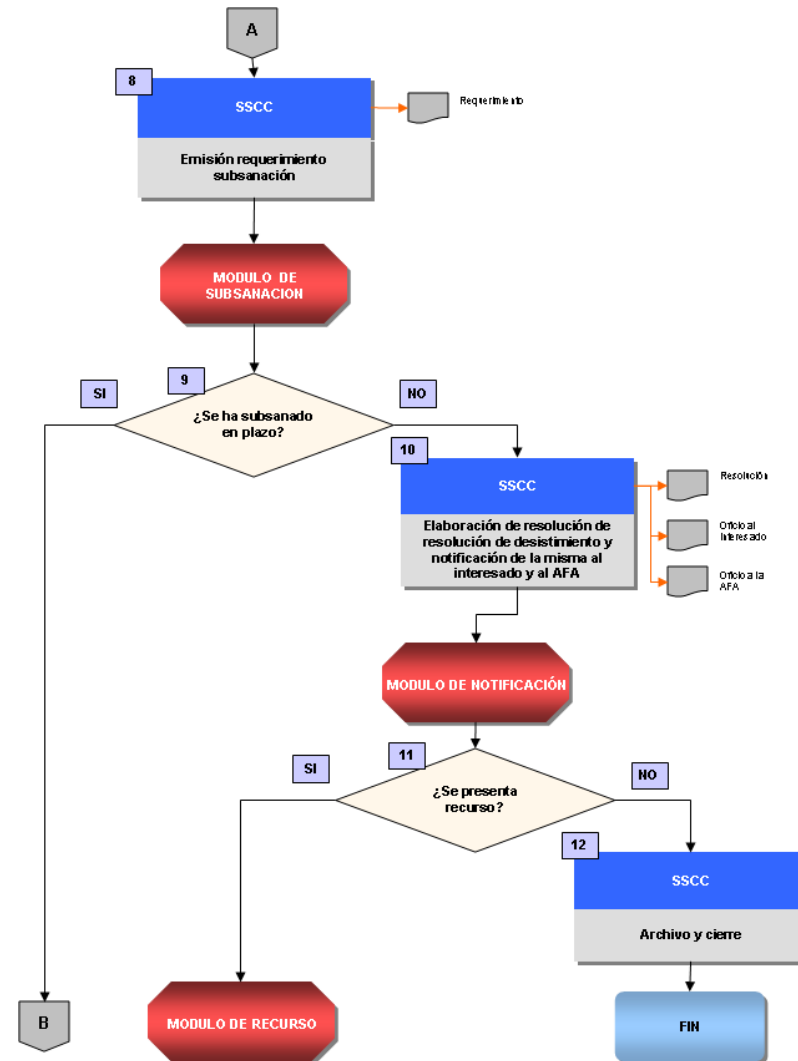 A
8
SSCC
Requerimiento
Emisión requerimiento
subsanación
MODULO DE
SUBSANACION
9
SI
NO
¿Se ha subsanado
en plazo?
10
SSCC
Resolución
Elaboración de resolución de
resolución de desistimiento y
notificación de la misma al
interesado y al AFA
Oficio al
Interesado
Oficio a la
AFA
MODULO DE NOTIFICACIÓN
11
SI
NO
¿Se presenta
recurso?
12
SSCC
Archivo y cierre
B
MODULO DE RECURSO
FIN